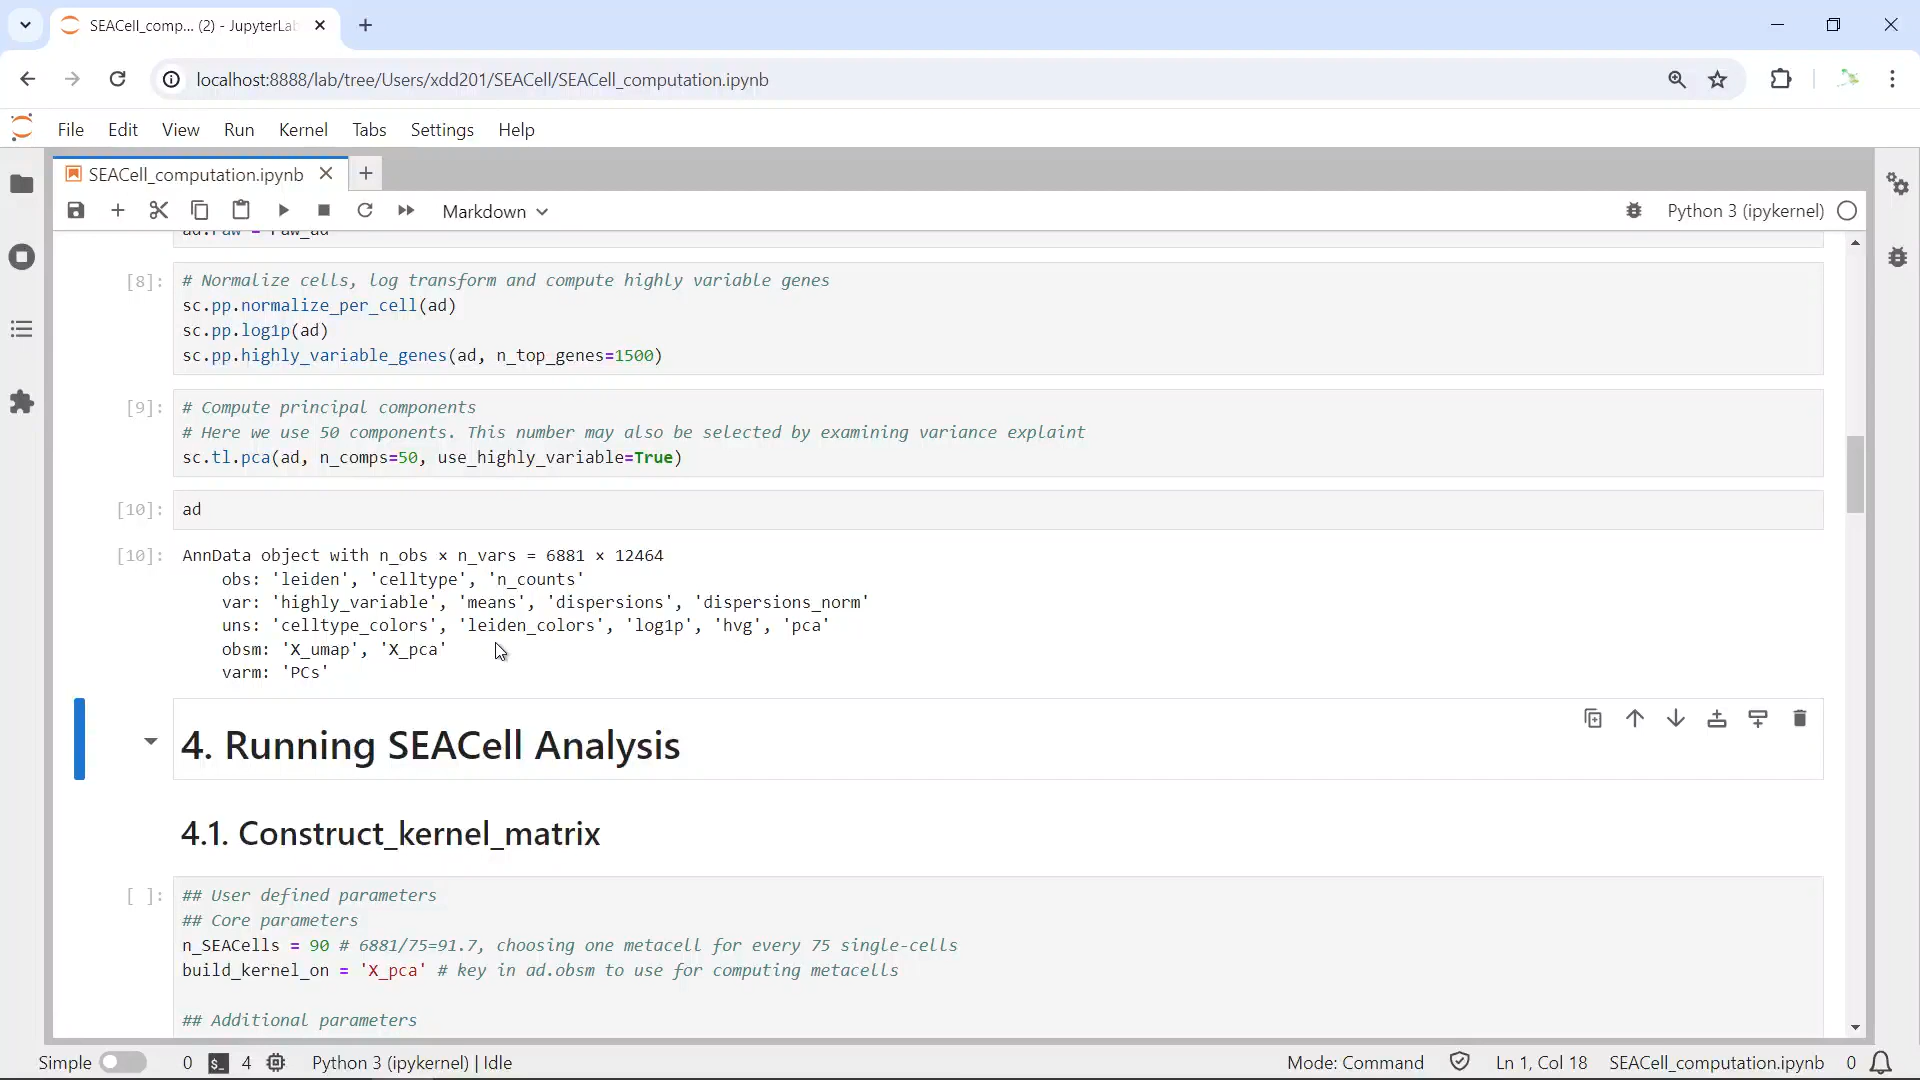 SEACell_comp... (2) - JupyterLab
localhost:8888/lab/tree/Users/xdd201/SEACell/SEACell_computation.ipynb
File Edit View Run Kernel Tabs Settings Help
SEACell_computation.ipynb
Markdown
Python 3 (ipykernel)
ad.raw = raw_ad
[8]: # Normalize cells, log transform and compute highly variable genes
sc.pp.normalize_per_cell(ad)
sc.pp.log1p(ad)
sc.pp.highly_variable_genes(ad, n_top_genes=1500)
[9]: # Compute principal components
# Here we use 50 components. This number may also be selected by examining variance explaint
sc.tl.pca(ad, n_comps=50, use_highly_variable=True)
[10]: ad
[10]: AnnData object with n_obs × n_vars = 6881 × 12464
obs: 'leiden', 'celltype', 'n_counts'
var: 'highly_variable', 'means', 'dispersions', 'dispersions_norm'
uns: 'celltype_colors', 'leiden_colors', 'log1p', 'hvg', 'pca'
obsm: 'X_umap', 'X_pca'
varm: 'PCs'
4. Running SEACell Analysis
4.1. Construct_kernel_matrix
[ ]: ## User defined parameters
## Core parameters
n_SEACells = 90 # 6881/75=91.7, choosing one metacell for every 75 single-cells
build_kernel_on = 'X_pca' # key in ad.obsm to use for computing metacells
## Additional parameters
Simple 0 $_ 4 Python 3 (ipykernel) | Idle Mode: Command Ln 1, Col 18 SEACell_computation.ipynb 0